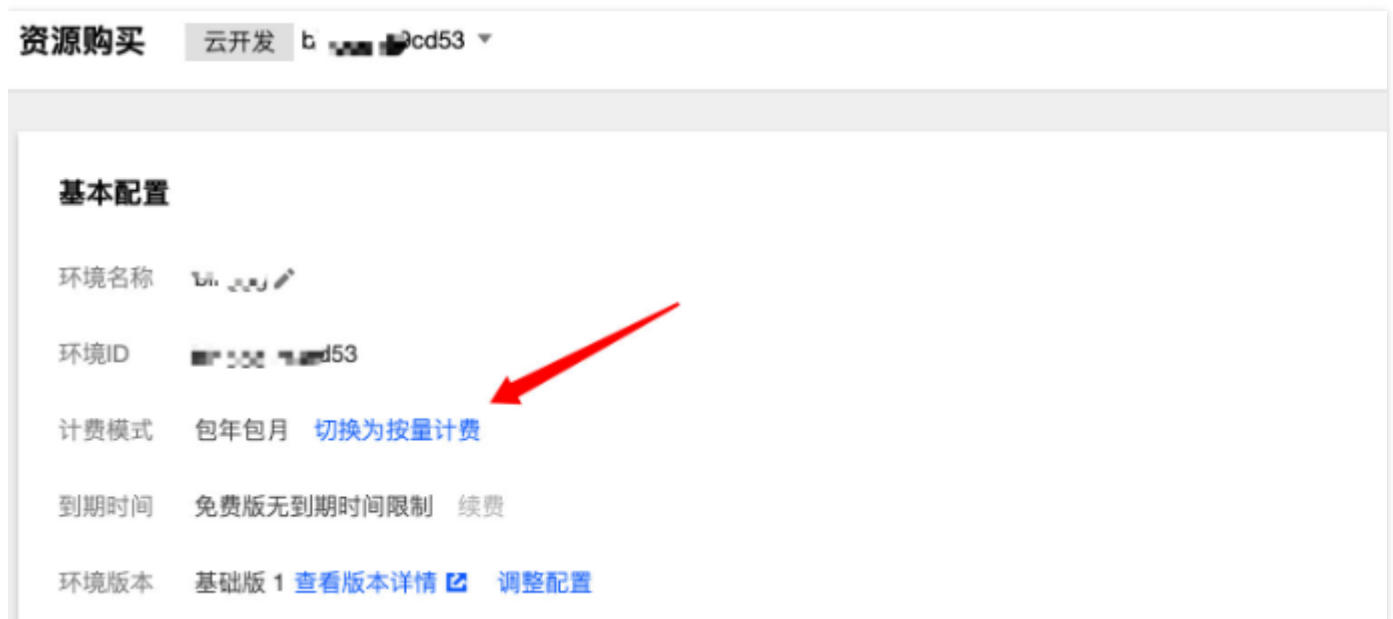 资源购买 云开发 cd53
基本配置
环境名称
环境ID d53
计费模式 包年包月 切换为按量计费
到期时间 免费版无到期时间限制 续费
环境版本 基础版 1 查看版本详情 调整配置